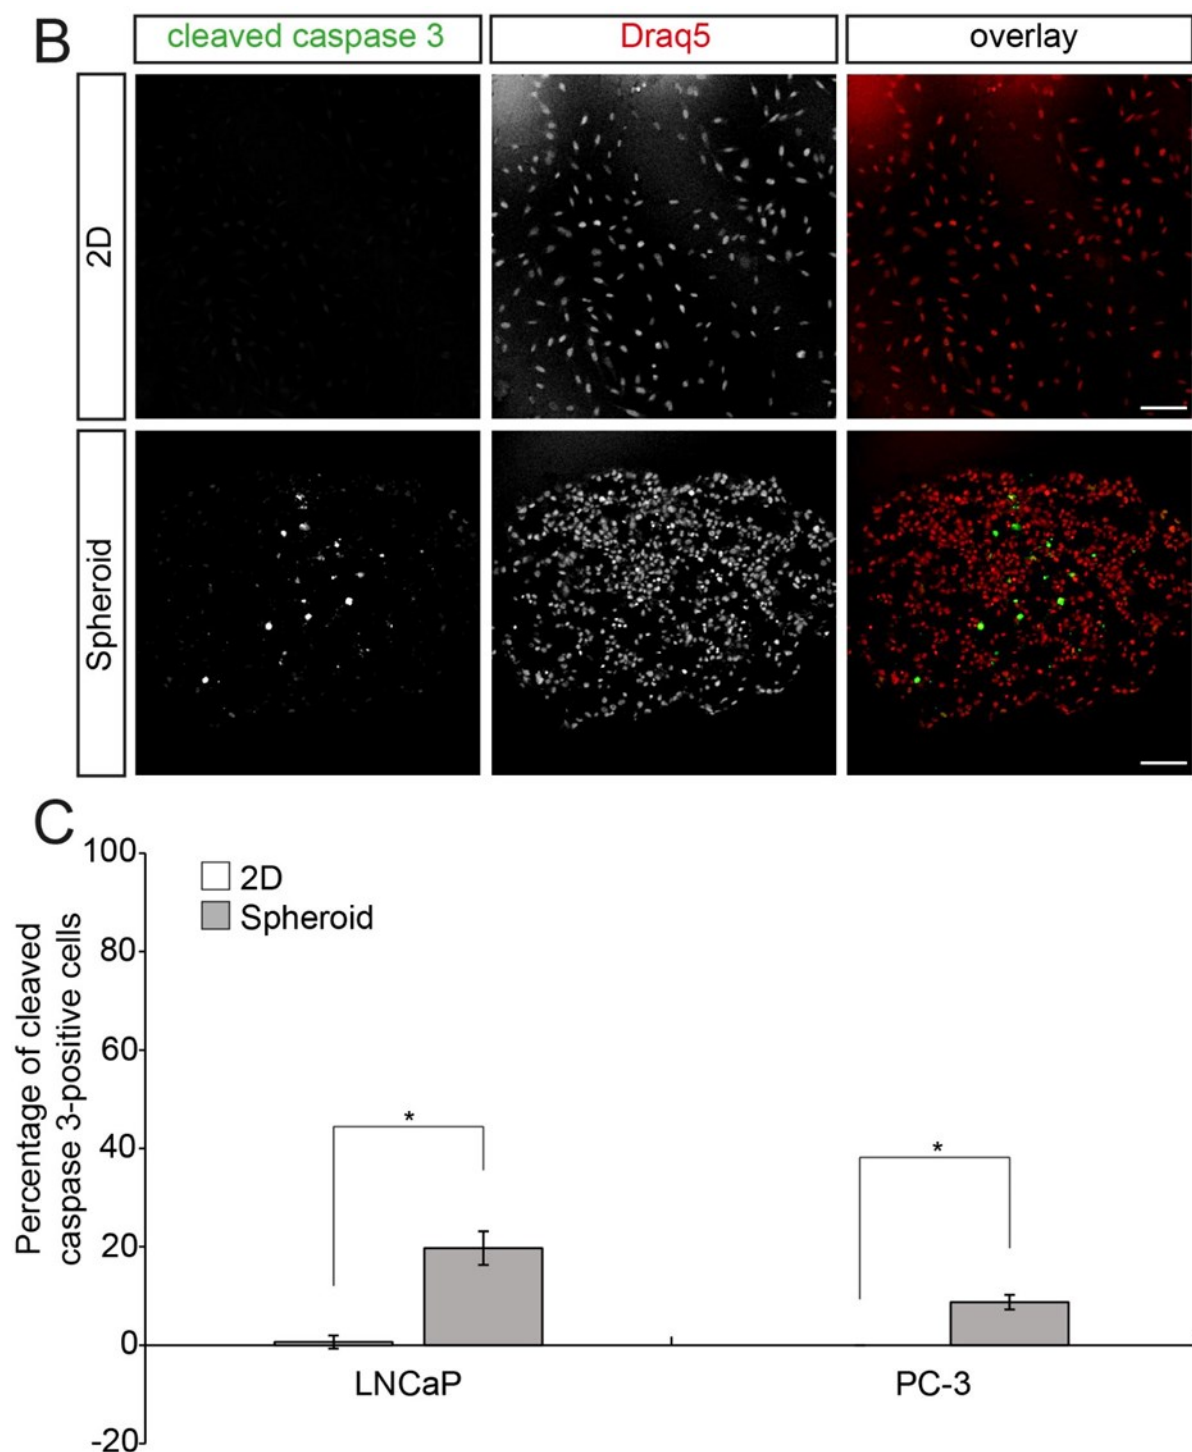 B
cleaved caspase 3
Draq5
overlay
2D
Spheroid
C
Percentage of cleaved
caspase 3-positive cells
100
80
60
40
20
0
-20
2D
Spheroid
*
*
LNCaP
PC-3